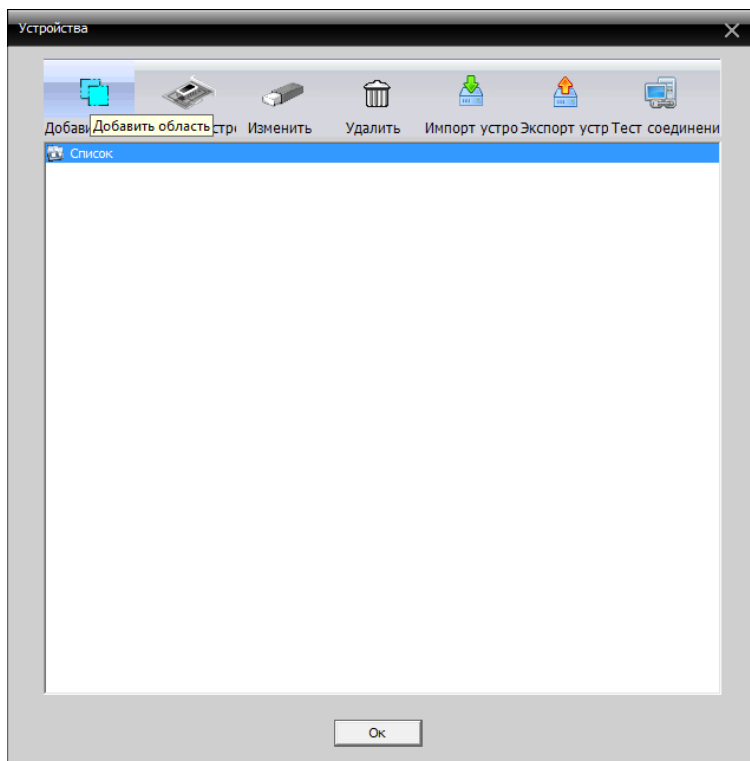 Устройства
Добави Добавить область стр Изменить Удалить Импорт устро Экспорт устр Тест соединени
Список
Ок